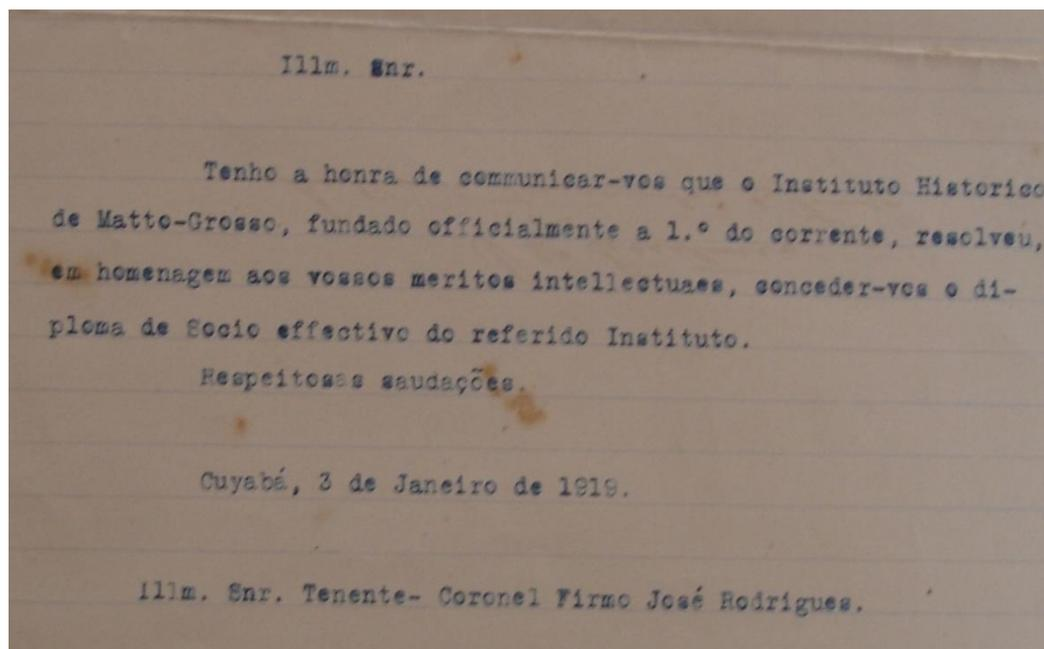 Illm. Snr.
Tenho a honra de communicar-vos que o Instituto Historico
de Matto-Grosso, fundado officialmente a 1.º do corrente, resolveu,
em homenagem aos vossos meritos intellectuaes, conceder-vos o di-
ploma de Socio effectivo do referido Instituto.
Respeitosas saudações.
Cuyabá, 3 de Janeiro de 1919.
Illm. Snr. Tenente- Coronel Firmo José Rodrigues.